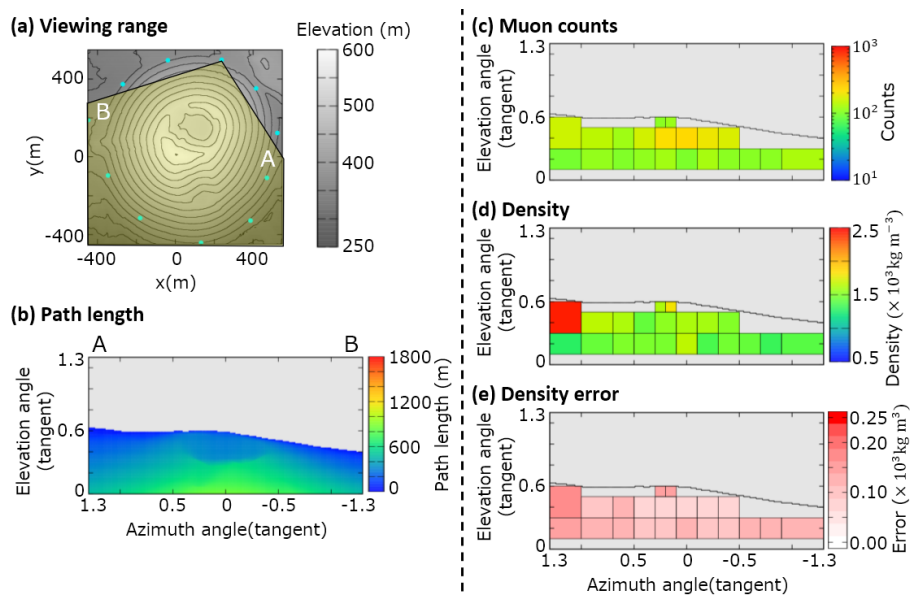 (a) Viewing range
Elevation (m)
600
500
400
250
400
0
-400
y(m)
B
A
-400
0
400
x(m)
(b) Path length
A
B
1.3
0.6
0
Elevation angle
(tangent)
1.3
0.5
0
-0.5
-1.3
Azimuth angle(tangent)
1800
1200
600
0
Path length (m)
(c) Muon counts
1.3
0.6
0
Elevation angle
(tangent)
10³
10²
10¹
Counts
(d) Density
1.3
0.6
0
Elevation angle
(tangent)
2.5
1.5
0.5
Density (× 10³kg m⁻³)
(e) Density error
1.3
0.6
0
Elevation angle
(tangent)
1.3
0.5
0
-0.5
-1.3
Azimuth angle(tangent)
0.25
0.20
0.10
0.00
Error (× 10³kg m³)